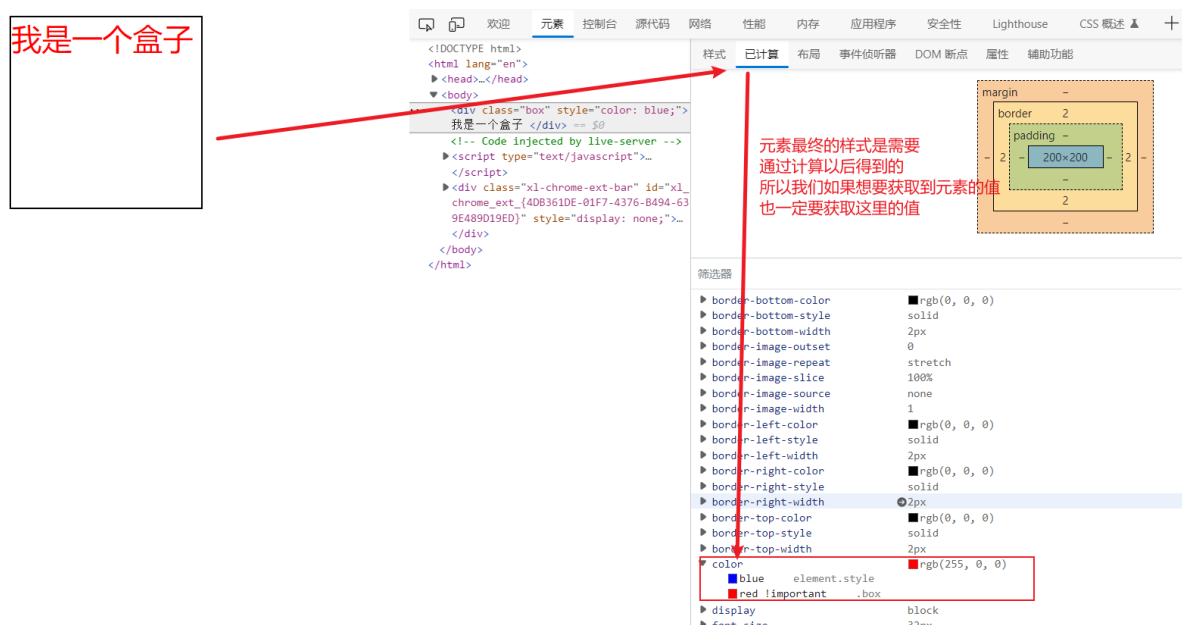 我是一个盒子
欢迎 元素 控制台 源代码 网络 性能 内存 应用程序 安全性 Lighthouse CSS 概述
<!DOCTYPE html>
<html lang="en">
<head>…</head>
<body>
<div class="box" style="color: blue;">
我是一个盒子 </div> == $0
<!-- Code injected by live-server -->
<script type="text/javascript">…
</script>
<div class="xl-chrome-ext-bar" id="xl_
chrome_ext_{4DB361DE-01F7-4376-B494-63
9E489D19ED}" style="display: none;">…
</div>
</body>
</html>
样式 已计算 布局 事件侦听器 DOM 断点 属性 辅助功能
margin –
border 2
padding –
– 2 – 200×200 – 2 –
–
2
–
元素最终的样式是需要
通过计算以后得到的
所以我们如果想要获取到元素的值
也一定要获取这里的值
筛选器
border-bottom-color rgb(0, 0, 0)
border-bottom-style solid
border-bottom-width 2px
border-image-outset 0
border-image-repeat stretch
border-image-slice 100%
border-image-source none
border-image-width 1
border-left-color rgb(0, 0, 0)
border-left-style solid
border-left-width 2px
border-right-color rgb(0, 0, 0)
border-right-style solid
border-right-width 2px
border-top-color rgb(0, 0, 0)
border-top-style solid
border-top-width 2px
color rgb(255, 0, 0)
blue element.style
red !important .box
display block
font-size 32px